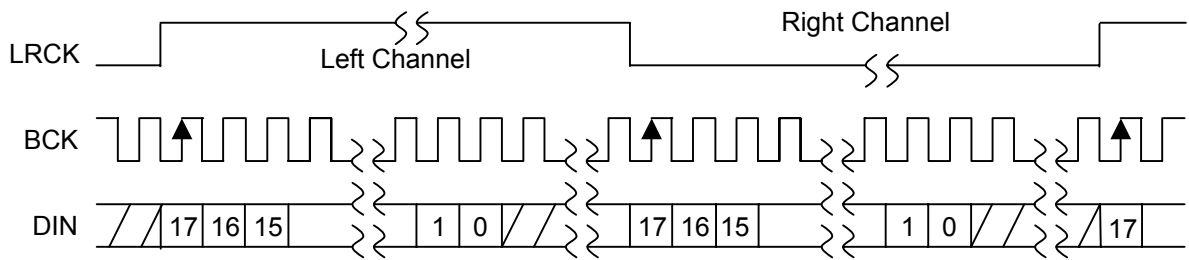 Right Channel
LRCK
Left Channel
BCK
DIN 17 16 15 1 0 17 16 15 1 0 17